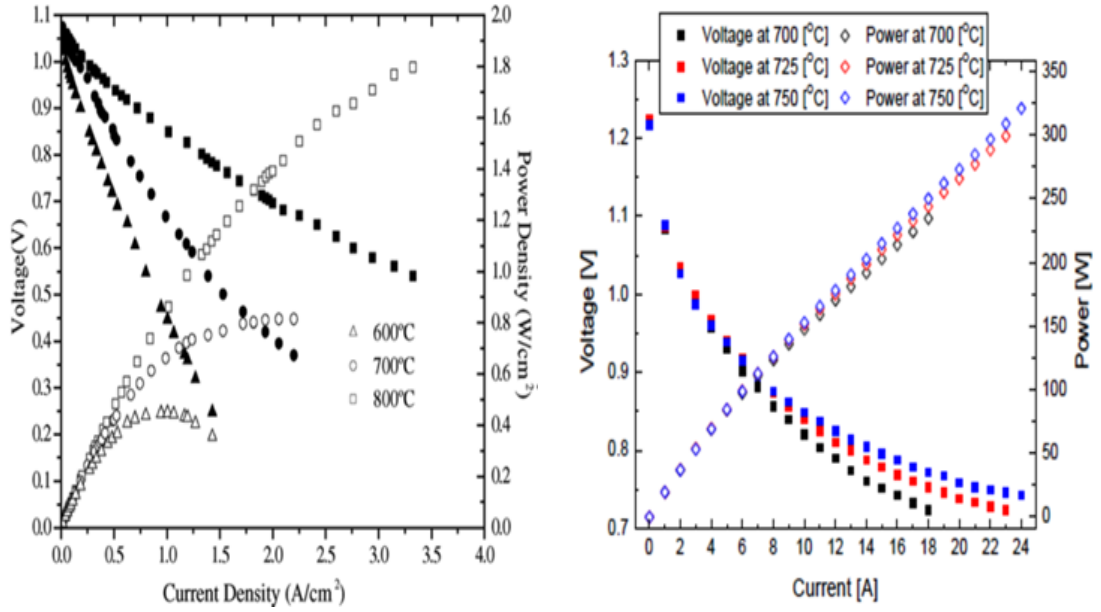 1.1
1.0
0.9
0.8
0.7
0.6
0.5
0.4
0.3
0.2
0.1
0.0
Voltage(V)
2.0
1.8
1.6
1.4
1.2
1.0
0.8
0.6
0.4
0.2
0.0
Power Density (W/cm²)
600ºC
700ºC
800ºC
0.0 0.5 1.0 1.5 2.0 2.5 3.0 3.5 4.0
Current Density (A/cm²)
Voltage at 700 [°C] Power at 700 [°C]
Voltage at 725 [°C] Power at 725 [°C]
Voltage at 750 [°C] Power at 750 [°C]
1.3
1.2
1.1
1.0
0.9
0.8
0.7
Voltage [V]
350
300
250
200
150
100
50
0
Power [W]
0 2 4 6 8 10 12 14 16 18 20 22 24
Current [A]